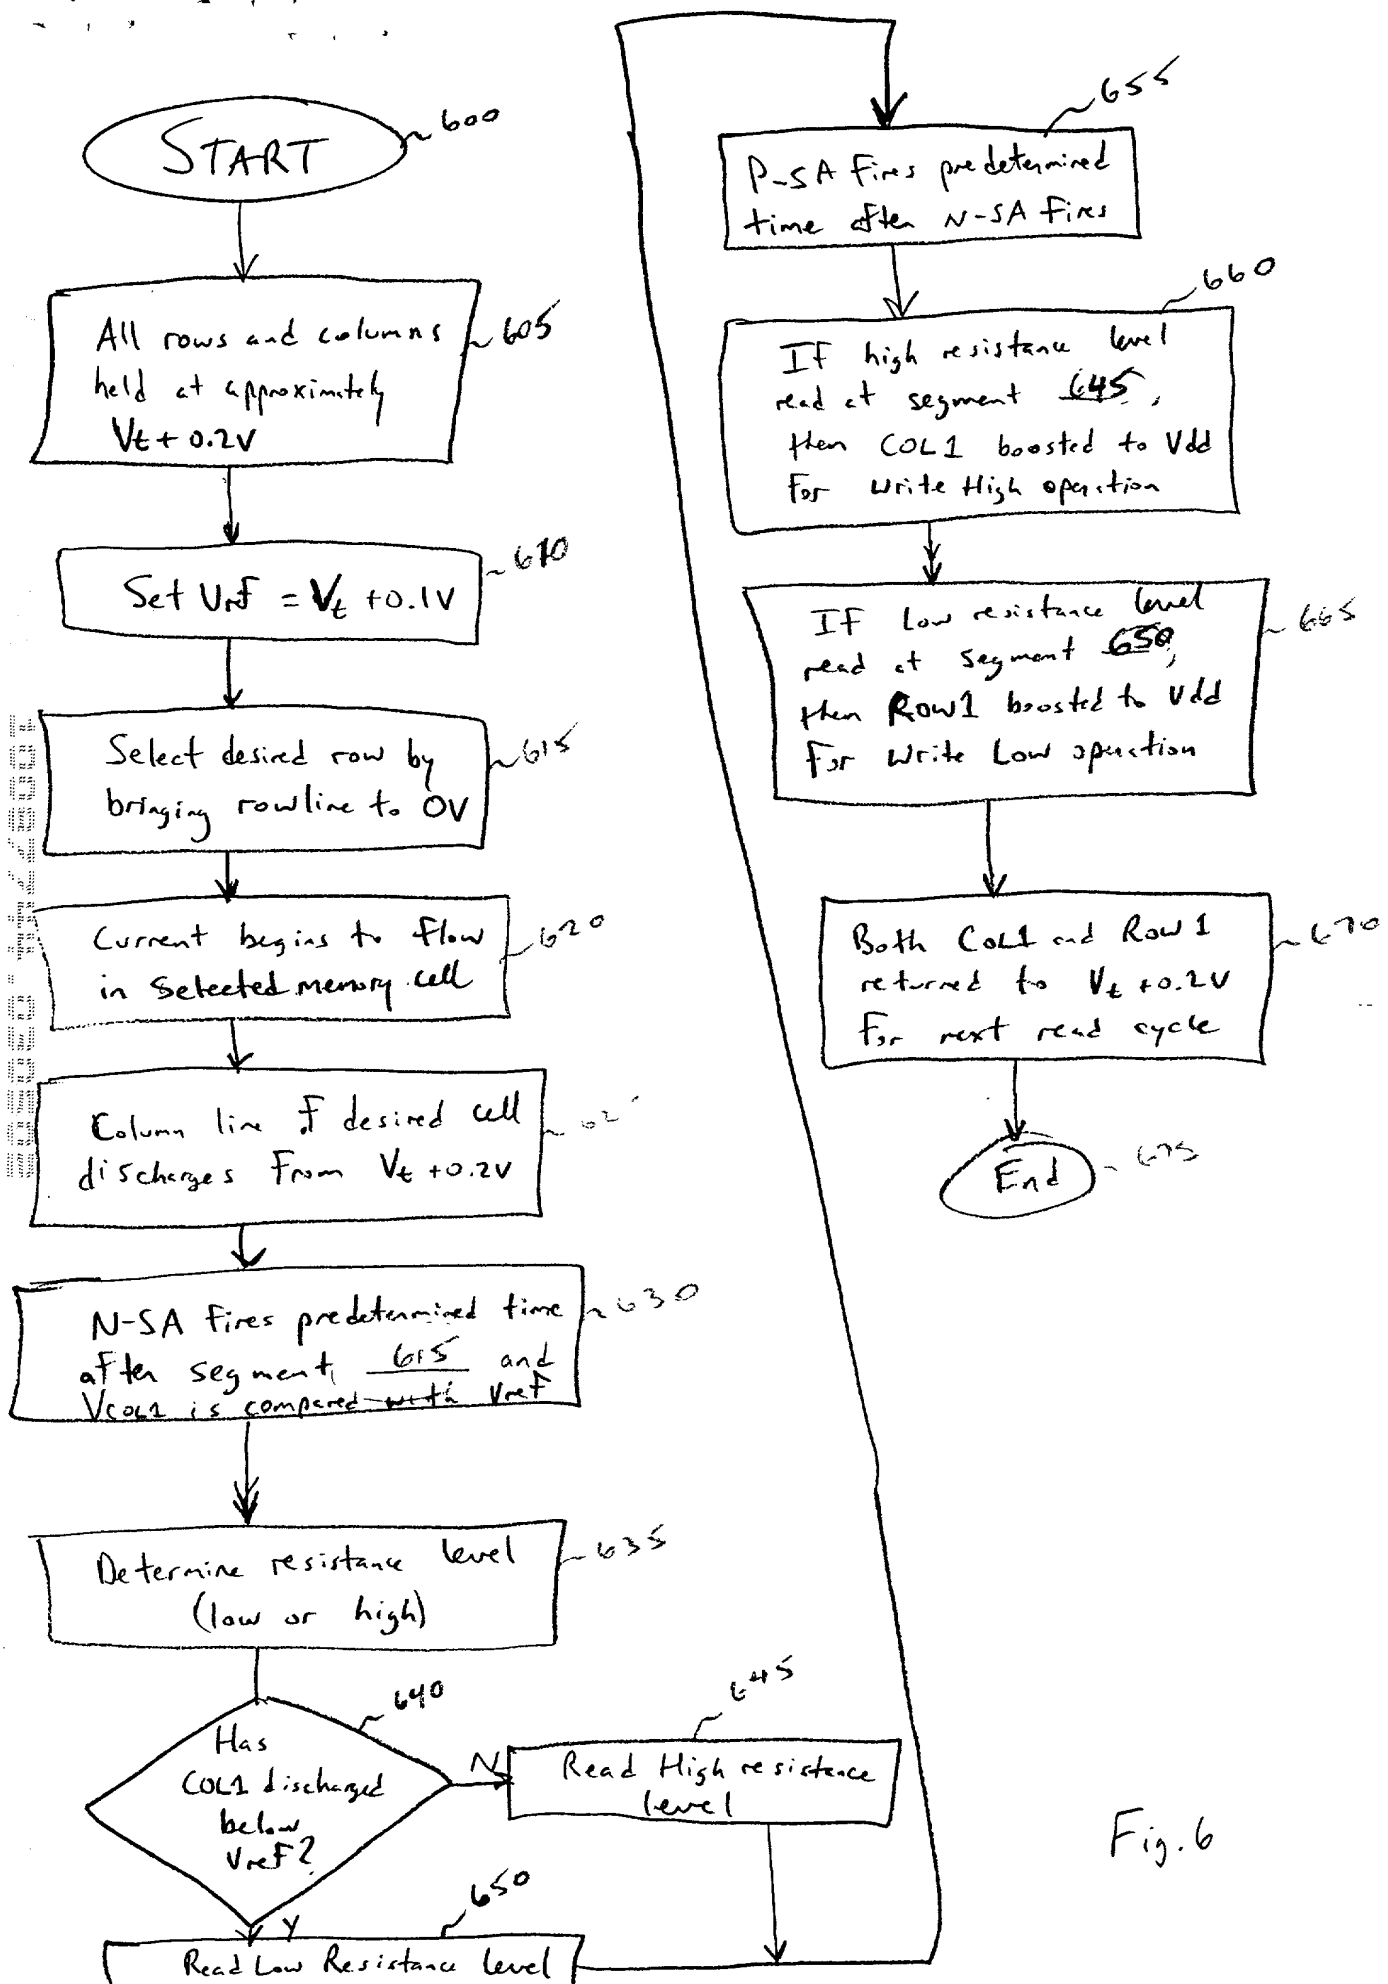 START
600
All rows and columns
held at approximately
Vt + 0.2V
605
Set Vref = Vt + 0.1V
610
Select desired row by
bringing rowline to 0V
615
Current begins to flow
in selected memory cell
620
Column line of desired cell
discharges from Vt + 0.2V
62
N-SA fires predetermined time
after segment 615 and
VCOL1 is compared with Vref
630
Determine resistance level
(low or high)
635
Has
COL1 discharged
below
Vref?
640
N
Read High resistance
level
645
Y
Read Low Resistance level
650
P-SA fires predetermined
time after N-SA fires
655
If high resistance level
read at segment 645,
then COL1 boosted to Vdd
for Write High operation
660
If Low resistance level
read at segment 650,
then Row1 boosted to Vdd
for Write Low operation
665
Both COL1 and Row1
returned to Vt + 0.2V
for next read cycle
670
End
675
Fig. 6